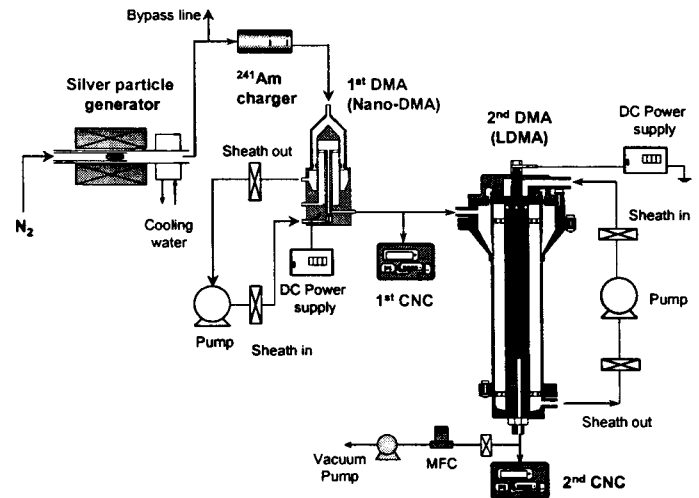 Bypass line
Silver particle
generator
²⁴¹Am
charger
1ˢᵗ DMA
(Nano-DMA)
2ⁿᵈ DMA
(LDMA)
DC Power
supply
Sheath out
Sheath in
N₂
Cooling
water
DC Power
supply
1ˢᵗ CNC
Pump
Pump
Sheath in
Sheath out
Vacuum
Pump
MFC
2ⁿᵈ CNC